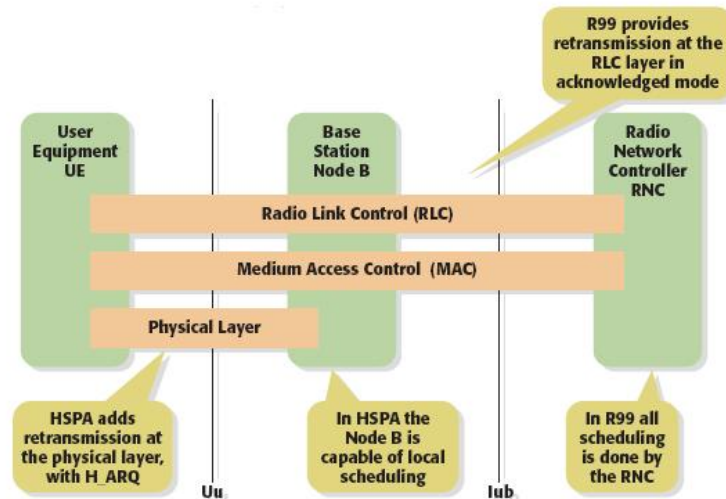 R99 provides
retransmission at the
RLC layer in
acknowledged mode
User
Equipment
UE
Base
Station
Node B
Radio
Network
Controller
RNC
Radio Link Control (RLC)
Medium Access Control (MAC)
Physical Layer
HSPA adds
retransmission at
the physical layer,
with H_ARQ
In HSPA the
Node B is
capable of local
scheduling
In R99 all
scheduling
is done by
the RNC
Uu
Iub